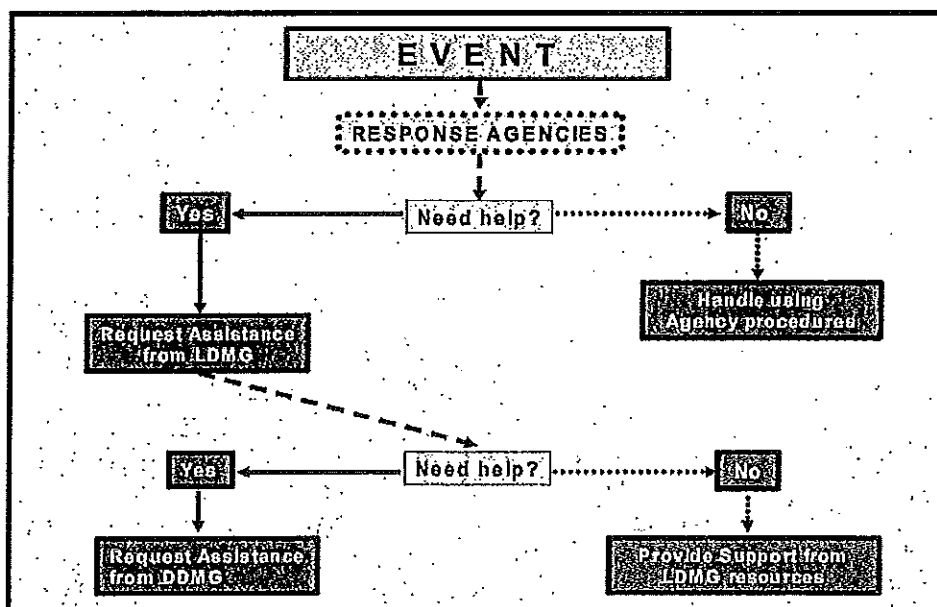 EVENT
RESPONSE AGENCIES
Yes
Need help?
No
Handle using
Agency procedures
Request Assistance
from LDMG
Yes
Need help?
No
Request Assistance
from DDMG
Provide Support from
LDMG resources